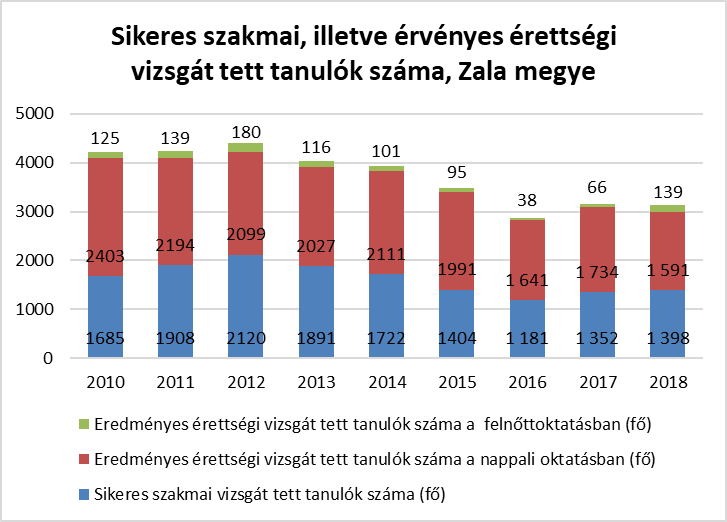 Sikeres szakmai, illetve érvényes érettségi
vizsgát tett tanulók száma, Zala megye
5000
4000
3000
2000
1000
0
125 139 180 116 101 95 38 66 139
2403 2194 2099 2027 2111 1991 1 641 1 734 1 591
1685 1908 2120 1891 1722 1404 1 181 1 352 1 398
2010 2011 2012 2013 2014 2015 2016 2017 2018
Eredményes érettségi vizsgát tett tanulók száma a felnőttoktatásban (fő)
Eredményes érettségi vizsgát tett tanulók száma a nappali oktatásban (fő)
Sikeres szakmai vizsgát tett tanulók száma (fő)